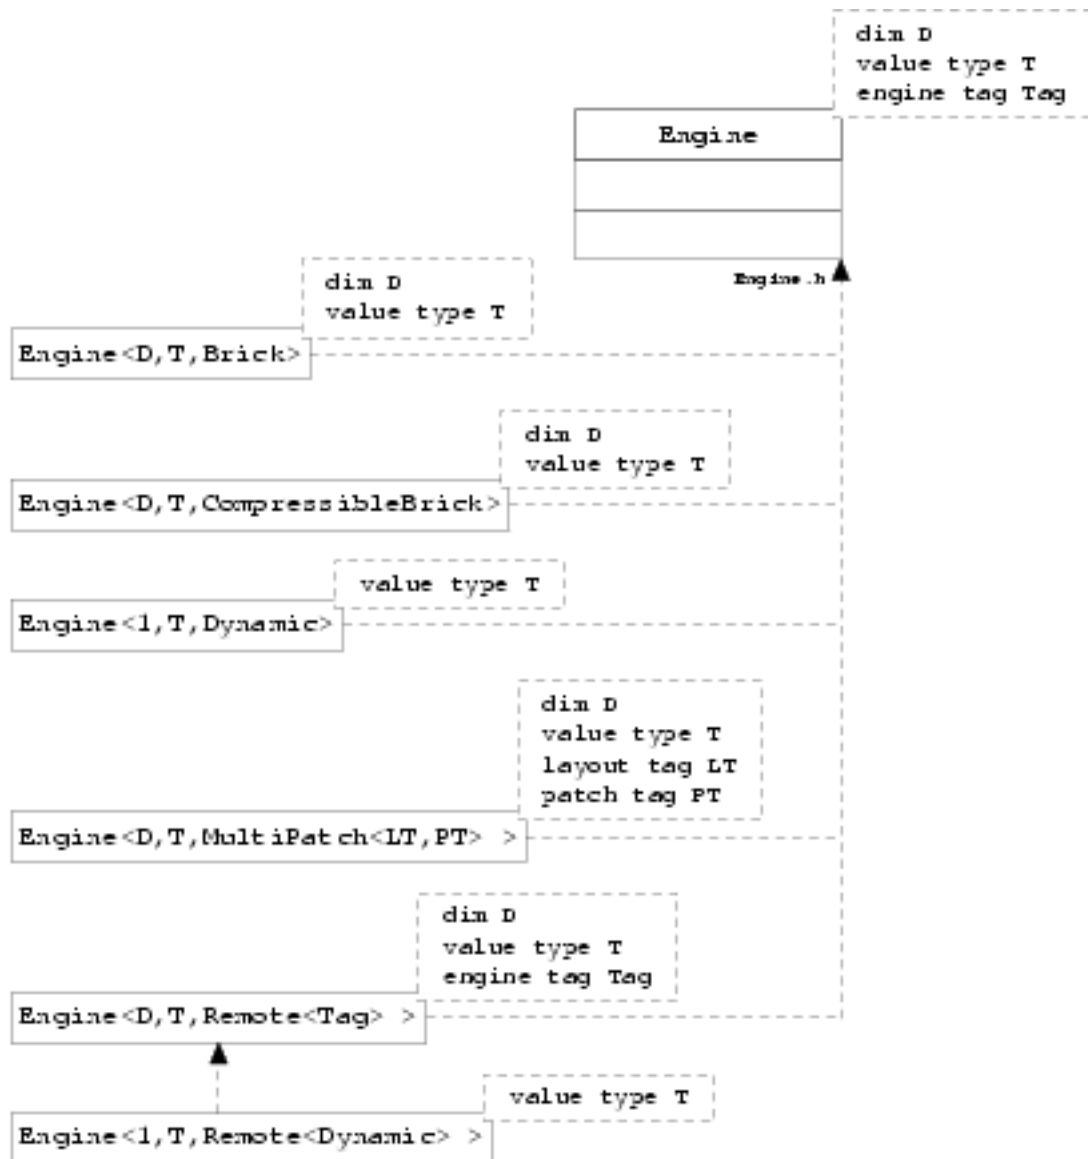 dim D
value type T
engine tag Tag
Engine
Engine.h
dim D
value type T
Engine<D,T,Brick>
dim D
value type T
Engine<D,T,CompressibleBrick>
value type T
Engine<1,T,Dynamic>
dim D
value type T
layout tag LT
patch tag PT
Engine<D,T,MultiPatch<LT,PT> >
dim D
value type T
engine tag Tag
Engine<D,T,Remote<Tag> >
value type T
Engine<1,T,Remote<Dynamic> >